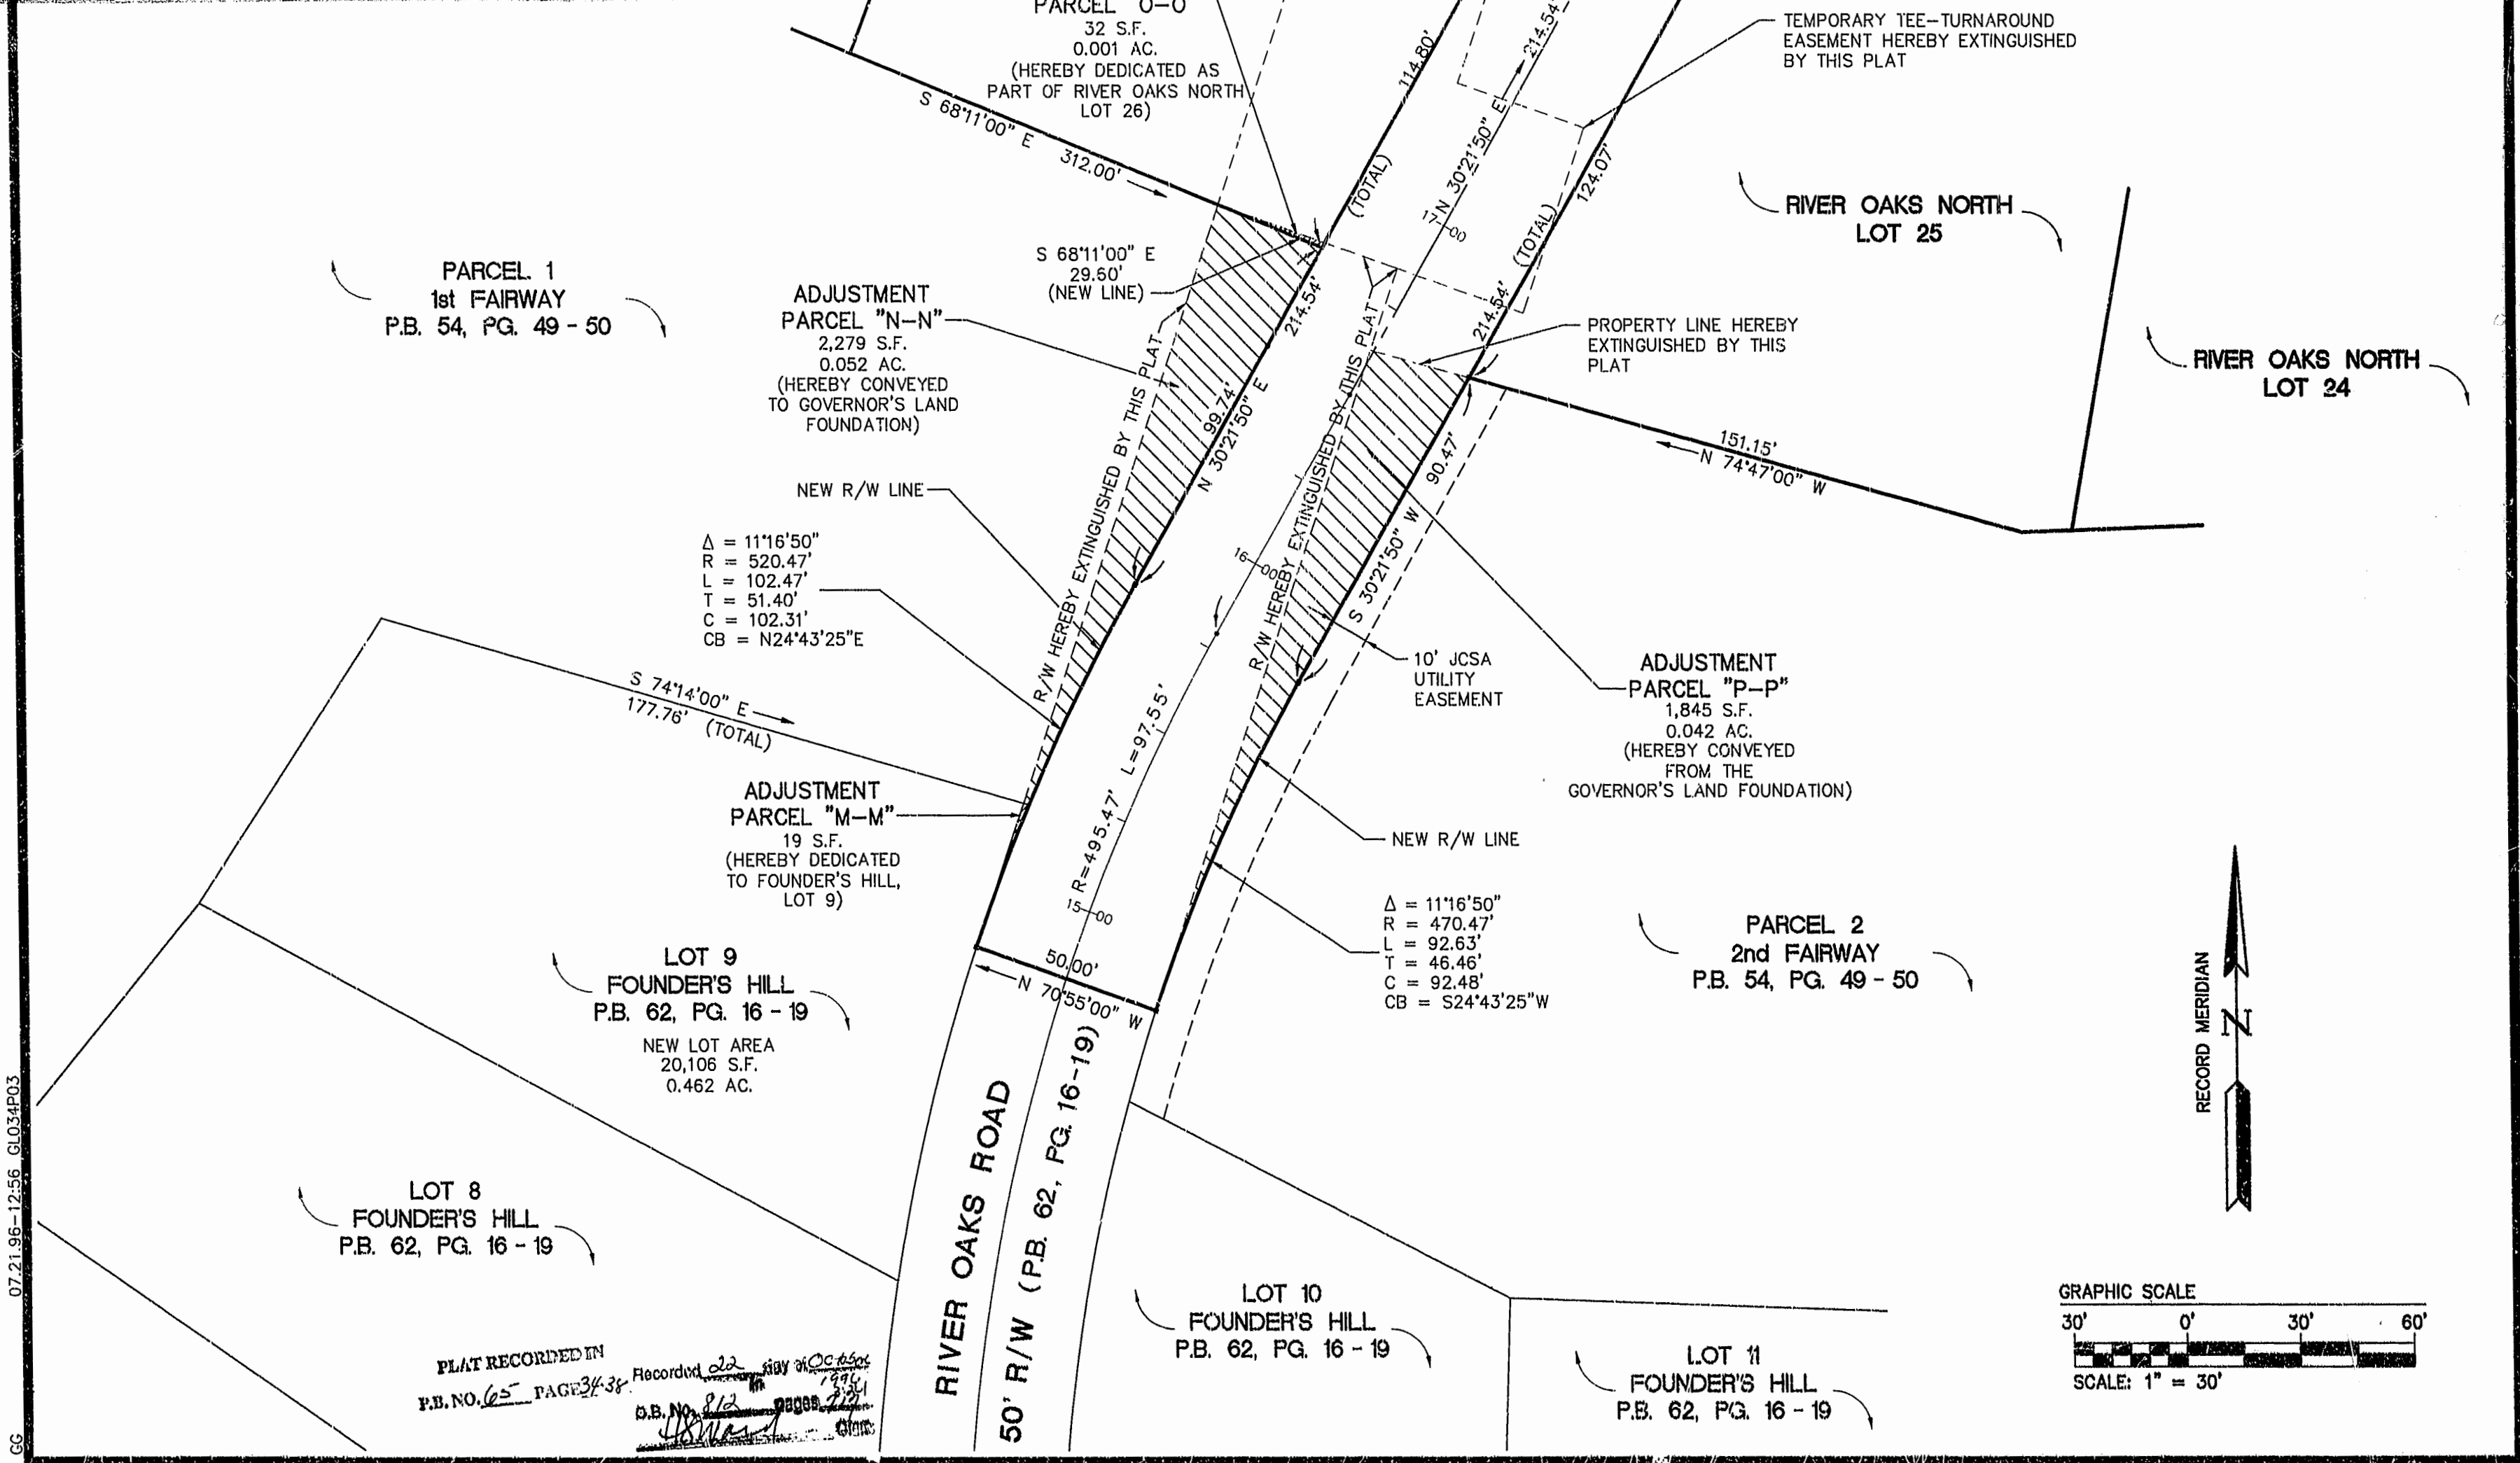 PARCEL "O-O"
32 S.F.
0.001 AC.
(HEREBY DEDICATED AS
PART OF RIVER OAKS NORTH
LOT 26)
TEMPORARY TEE-TURNAROUND
EASEMENT HEREBY EXTINGUISHED
BY THIS PLAT
S 68°11'00" E
312.00'
114.80'
(TOTAL)
214.54'
N 30°21'50" E
214.54'
17+00
124.07'
(TOTAL)
214.54'
RIVER OAKS NORTH
LOT 25
RIVER OAKS NORTH
LOT 24
PARCEL 1
1st FAIRWAY
P.B. 54, PG. 49 - 50
S 68°11'00" E
29.60'
(NEW LINE)
ADJUSTMENT
PARCEL "N-N"
2,279 S.F.
0.052 AC.
(HEREBY CONVEYED
TO GOVERNOR'S LAND
FOUNDATION)
R/W HEREBY EXTINGUISHED BY THIS PLAT
99.74'
N 30°21'50" E
R/W HEREBY EXTINGUISHED BY THIS PLAT
PROPERTY LINE HEREBY
EXTINGUISHED BY THIS
PLAT
151.15'
N 74°47'00" W
90.47'
S 30°21'50" W
NEW R/W LINE
Δ = 11°16'50"
R = 520.47'
L = 102.47'
T = 51.40'
C = 102.31'
CB = N24°43'25"E
16+00
10' JCSA
UTILITY
EASEMENT
ADJUSTMENT
PARCEL "P-P"
1,845 S.F.
0.042 AC.
(HEREBY CONVEYED
FROM THE
GOVERNOR'S LAND FOUNDATION)
S 74°14'00" E
177.76' (TOTAL)
R=495.47' L=97.55'
ADJUSTMENT
PARCEL "M-M"
19 S.F.
(HEREBY DEDICATED
TO FOUNDER'S HILL,
LOT 9)
NEW R/W LINE
15+00
Δ = 11°16'50"
R = 470.47'
L = 92.63'
T = 46.46'
C = 92.48'
CB = S24°43'25"W
PARCEL 2
2nd FAIRWAY
P.B. 54, PG. 49 - 50
50.00'
N 70°55'00" W
LOT 9
FOUNDER'S HILL
P.B. 62, PG. 16 - 19
NEW LOT AREA
20,106 S.F.
0.462 AC.
RECORD MERIDIAN
N
LOT 8
FOUNDER'S HILL
P.B. 62, PG. 16 - 19
RIVER OAKS ROAD
50' R/W (P.B. 62, PG. 16-19)
LOT 10
FOUNDER'S HILL
P.B. 62, PG. 16 - 19
LOT 11
FOUNDER'S HILL
P.B. 62, PG. 16 - 19
GRAPHIC SCALE
30' 0' 30' 60'
SCALE: 1" = 30'
PLAT RECORDED IN
P.B. NO. 65 PAGE 34-38
Recorded 22 day of
1996
D.B. No. 812 pages
07.21.96-12:56 GL034P03
GG